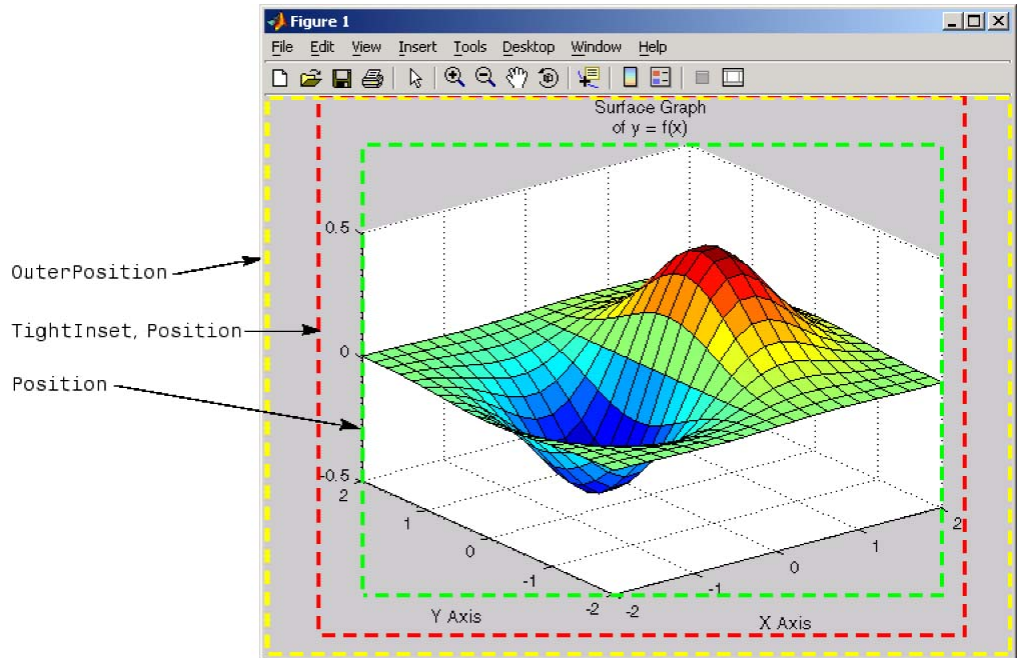 Figure 1
File Edit View Insert Tools Desktop Window Help
Surface Graph
of y = f(x)
0.5
OuterPosition
TightInset, Position
0
Position
-0.5
2
1
0
-1
-2
-2
-1
0
1
2
Y Axis
X Axis